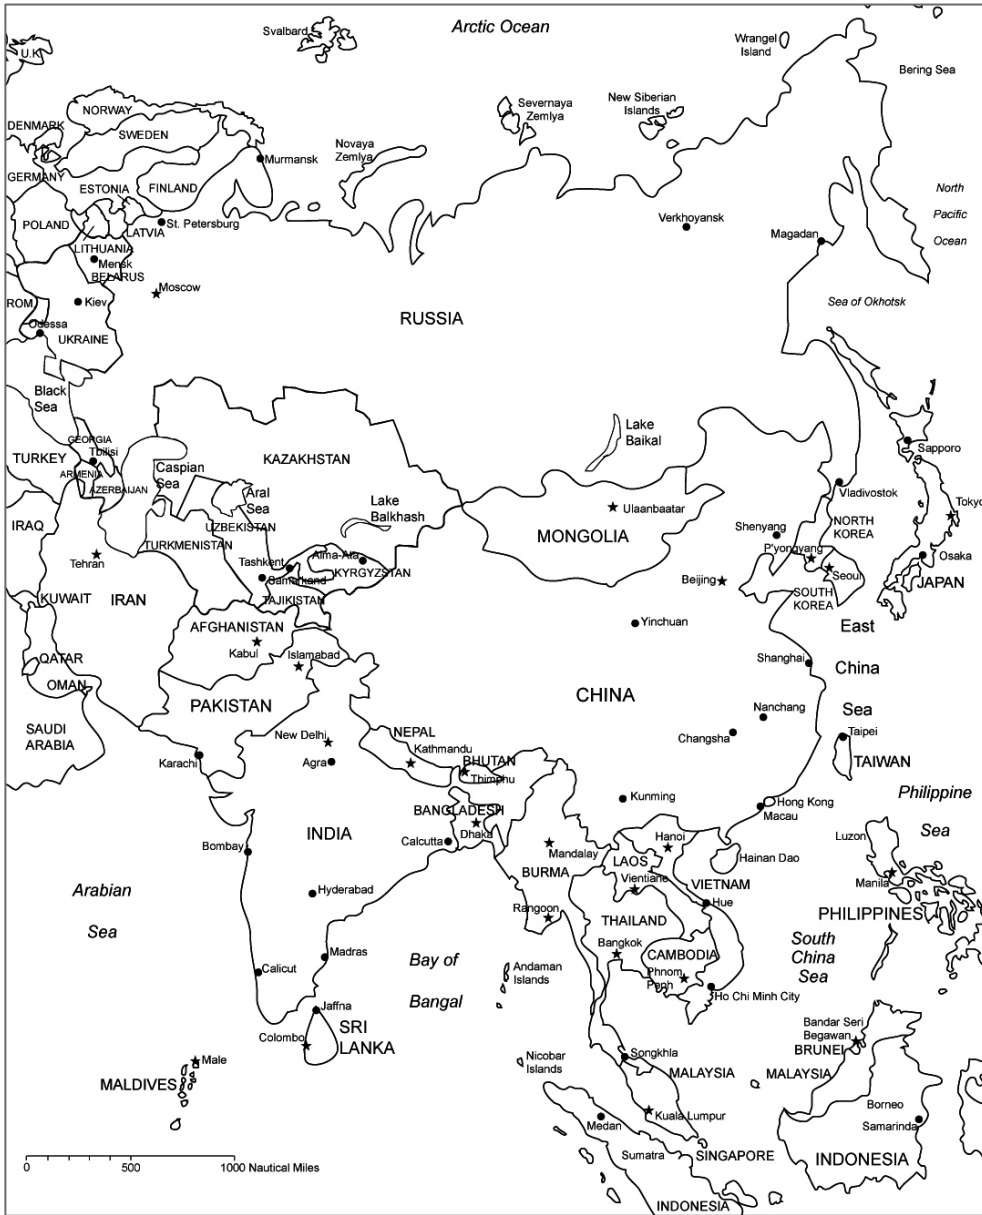 Arctic Ocean
Svalbard
Wrangel
Island
U.K.
Bering Sea
Severnaya
Zemlya
New Siberian
Islands
NORWAY
DENMARK
SWEDEN
Novaya
Zemlya
Murmansk
GERMANY
ESTONIA
FINLAND
North
Pacific
Ocean
POLAND
LATVIA
St. Petersburg
Verkhoyansk
Magadan
LITHUANIA
Mensk
BELARUS
Moscow
ROM.
Kiev
Sea of Okhotsk
Odessa
UKRAINE
RUSSIA
Black
Sea
GEORGIA
Tbilisi
TURKEY
ARMENIA
AZERBAIJAN
Caspian
Sea
KAZAKHSTAN
Lake
Baikal
Sapporo
Aral
Sea
Lake
Balkhash
Vladivostok
Tokyo
IRAQ
UZBEKISTAN
TURKMENISTAN
MONGOLIA
Ulaanbaatar
Shenyang
NORTH
KOREA
P'yongyang
Tehran
Tashkent
Alma-Ata
KYRGYZSTAN
Samarkand
Beijing
Seoul
Osaka
JAPAN
KUWAIT
IRAN
TAJIKISTAN
SOUTH
KOREA
AFGHANISTAN
Kabul
Islamabad
Yinchuan
East
China
Sea
QATAR
OMAN
Shanghai
PAKISTAN
CHINA
SAUDI
ARABIA
Nanchang
New Delhi
NEPAL
Kathmandu
Changsha
Taipei
Karachi
Agra
BHUTAN
Thimphu
TAIWAN
Kunming
Hong Kong
Macau
Philippine
Sea
BANGLADESH
Dhaka
INDIA
Calcutta
Bombay
Mandalay
Hanoi
Luzon
LAOS
Hainan Dao
BURMA
Vientiane
VIETNAM
Manila
Arabian
Sea
Hyderabad
Rangoon
Hue
THAILAND
PHILIPPINES
Madras
Bay of
Bangal
Bangkok
CAMBODIA
South
China
Sea
Calicut
Andaman
Islands
Phnom
Penh
Ho Chi Minh City
Jaffna
Colombo
SRI
LANKA
Bandar Seri
Begawan
BRUNEI
Male
MALDIVES
Nicobar
Islands
Songkhla
MALAYSIA
MALAYSIA
Borneo
Kuala Lumpur
Medan
Samarinda
Sumatra
SINGAPORE
INDONESIA
0 500 1000 Nautical Miles
INDONESIA